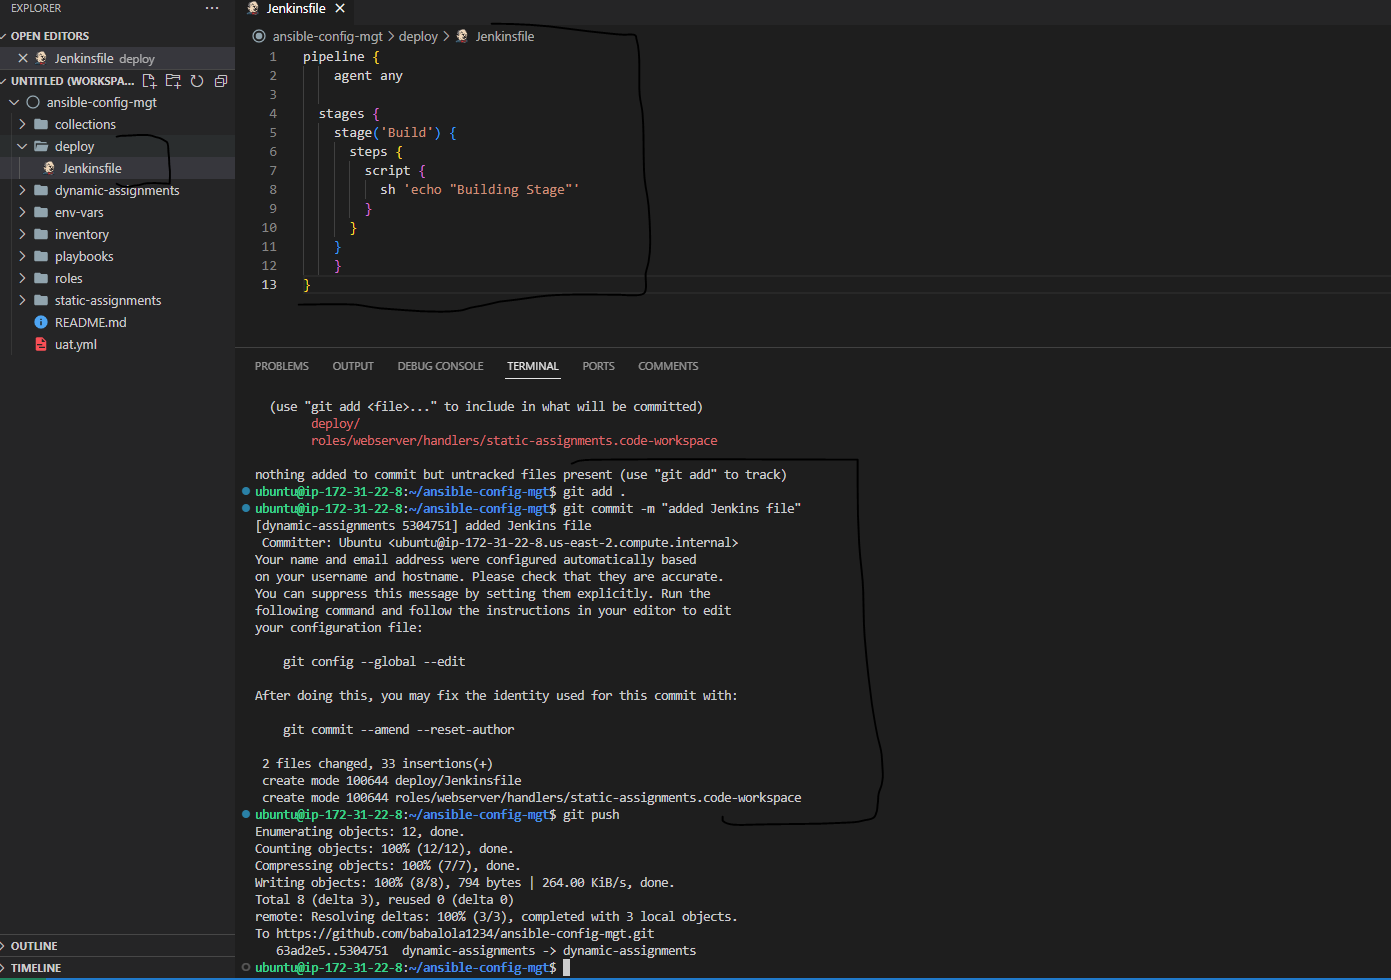 EXPLORER
OPEN EDITORS
Jenkinsfile deploy
UNTITLED (WORKSPA...
ansible-config-mgt
collections
deploy
Jenkinsfile
dynamic-assignments
env-vars
inventory
playbooks
roles
static-assignments
README.md
uat.yml
OUTLINE
TIMELINE
Jenkinsfile
ansible-config-mgt > deploy > Jenkinsfile
1 pipeline {
2     agent any
3
4   stages {
5     stage('Build') {
6       steps {
7         script {
8           sh 'echo "Building Stage"'
9         }
10       }
11     }
12     }
13 }
PROBLEMS OUTPUT DEBUG CONSOLE TERMINAL PORTS COMMENTS
(use "git add <file>..." to include in what will be committed)
deploy/
roles/webserver/handlers/static-assignments.code-workspace
nothing added to commit but untracked files present (use "git add" to track)
ubuntu@ip-172-31-22-8:~/ansible-config-mgt$ git add .
ubuntu@ip-172-31-22-8:~/ansible-config-mgt$ git commit -m "added Jenkins file"
[dynamic-assignments 5304751] added Jenkins file
Committer: Ubuntu <ubuntu@ip-172-31-22-8.us-east-2.compute.internal>
Your name and email address were configured automatically based
on your username and hostname. Please check that they are accurate.
You can suppress this message by setting them explicitly. Run the
following command and follow the instructions in your editor to edit
your configuration file:
git config --global --edit
After doing this, you may fix the identity used for this commit with:
git commit --amend --reset-author
2 files changed, 33 insertions(+)
create mode 100644 deploy/Jenkinsfile
create mode 100644 roles/webserver/handlers/static-assignments.code-workspace
ubuntu@ip-172-31-22-8:~/ansible-config-mgt$ git push
Enumerating objects: 12, done.
Counting objects: 100% (12/12), done.
Compressing objects: 100% (7/7), done.
Writing objects: 100% (8/8), 794 bytes | 264.00 KiB/s, done.
Total 8 (delta 3), reused 0 (delta 0)
remote: Resolving deltas: 100% (3/3), completed with 3 local objects.
To https://github.com/babalola1234/ansible-config-mgt.git
63ad2e5..5304751  dynamic-assignments -> dynamic-assignments
ubuntu@ip-172-31-22-8:~/ansible-config-mgt$